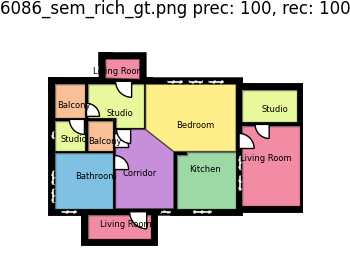 6086_sem_rich_gt.png prec: 100, rec: 100
Living Room
Balcony
Studio
Studio
Bedroom
Studio
Balcony
Living Room
Bathroom
Corridor
Kitchen
Living Room